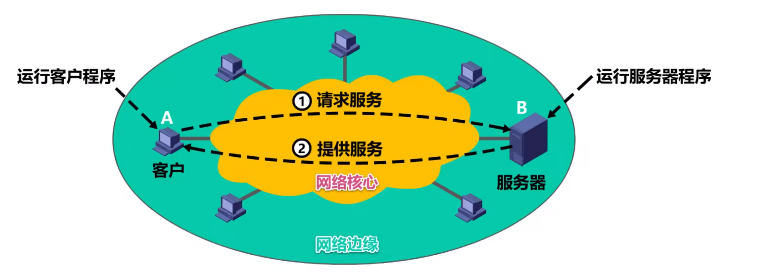 运行客户程序
运行服务器程序
① 请求服务
A
B
② 提供服务
客户
服务器
网络核心
网络边缘